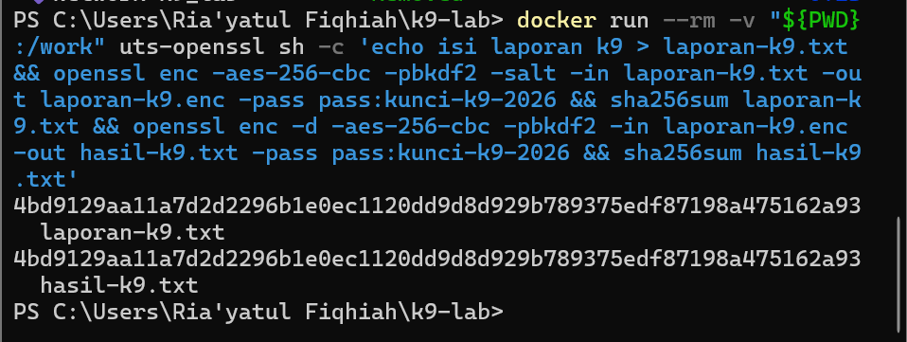 PS C:\Users\Ria'yatul Fiqhiah\k9-lab> docker run --rm -v "${PWD}
:/work" uts-openssl sh -c 'echo isi laporan k9 > laporan-k9.txt
&& openssl enc -aes-256-cbc -pbkdf2 -salt -in laporan-k9.txt -ou
t laporan-k9.enc -pass pass:kunci-k9-2026 && sha256sum laporan-k
9.txt && openssl enc -d -aes-256-cbc -pbkdf2 -in laporan-k9.enc
-out hasil-k9.txt -pass pass:kunci-k9-2026 && sha256sum hasil-k9
.txt'
4bd9129aa11a7d2d2296b1e0ec1120dd9d8d929b789375edf87198a475162a93
  laporan-k9.txt
4bd9129aa11a7d2d2296b1e0ec1120dd9d8d929b789375edf87198a475162a93
  hasil-k9.txt
PS C:\Users\Ria'yatul Fiqhiah\k9-lab>